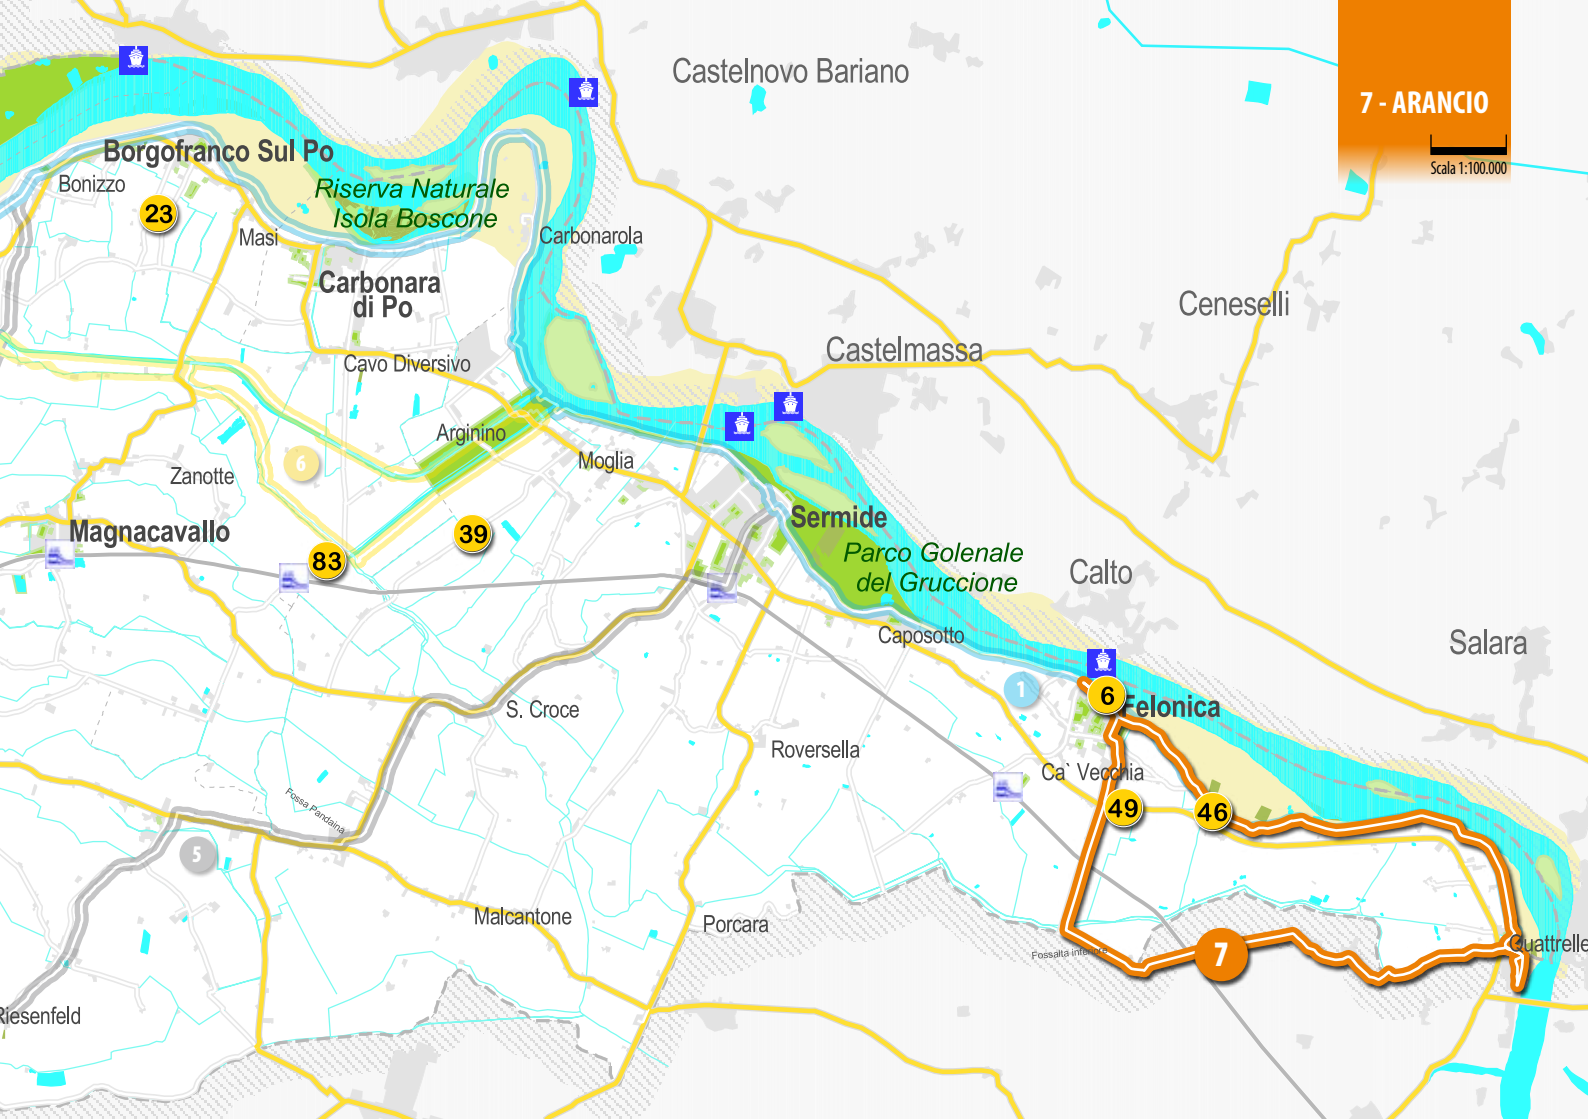 7 - ARANCIO
Scala 1:100.000
Castelnovo Bariano
Borgofranco Sul Po
Bonizzo
23
Riserva Naturale
Isola Boscone
Masi
Carbonarola
Carbonara
di Po
Ceneselli
Castelmassa
Cavo Diversivo
Arginino
6
Moglia
Zanotte
Magnacavallo
39
83
Sermide
Parco Golenale
del Gruccione
Calto
Caposotto
Salara
1
6
Felonica
S. Croce
Roversella
Ca` Vecchia
49
46
Fossa Pandaina
5
Malcantone
Porcara
Fossalta inferiore
7
Quattrelle
Riesenfeld